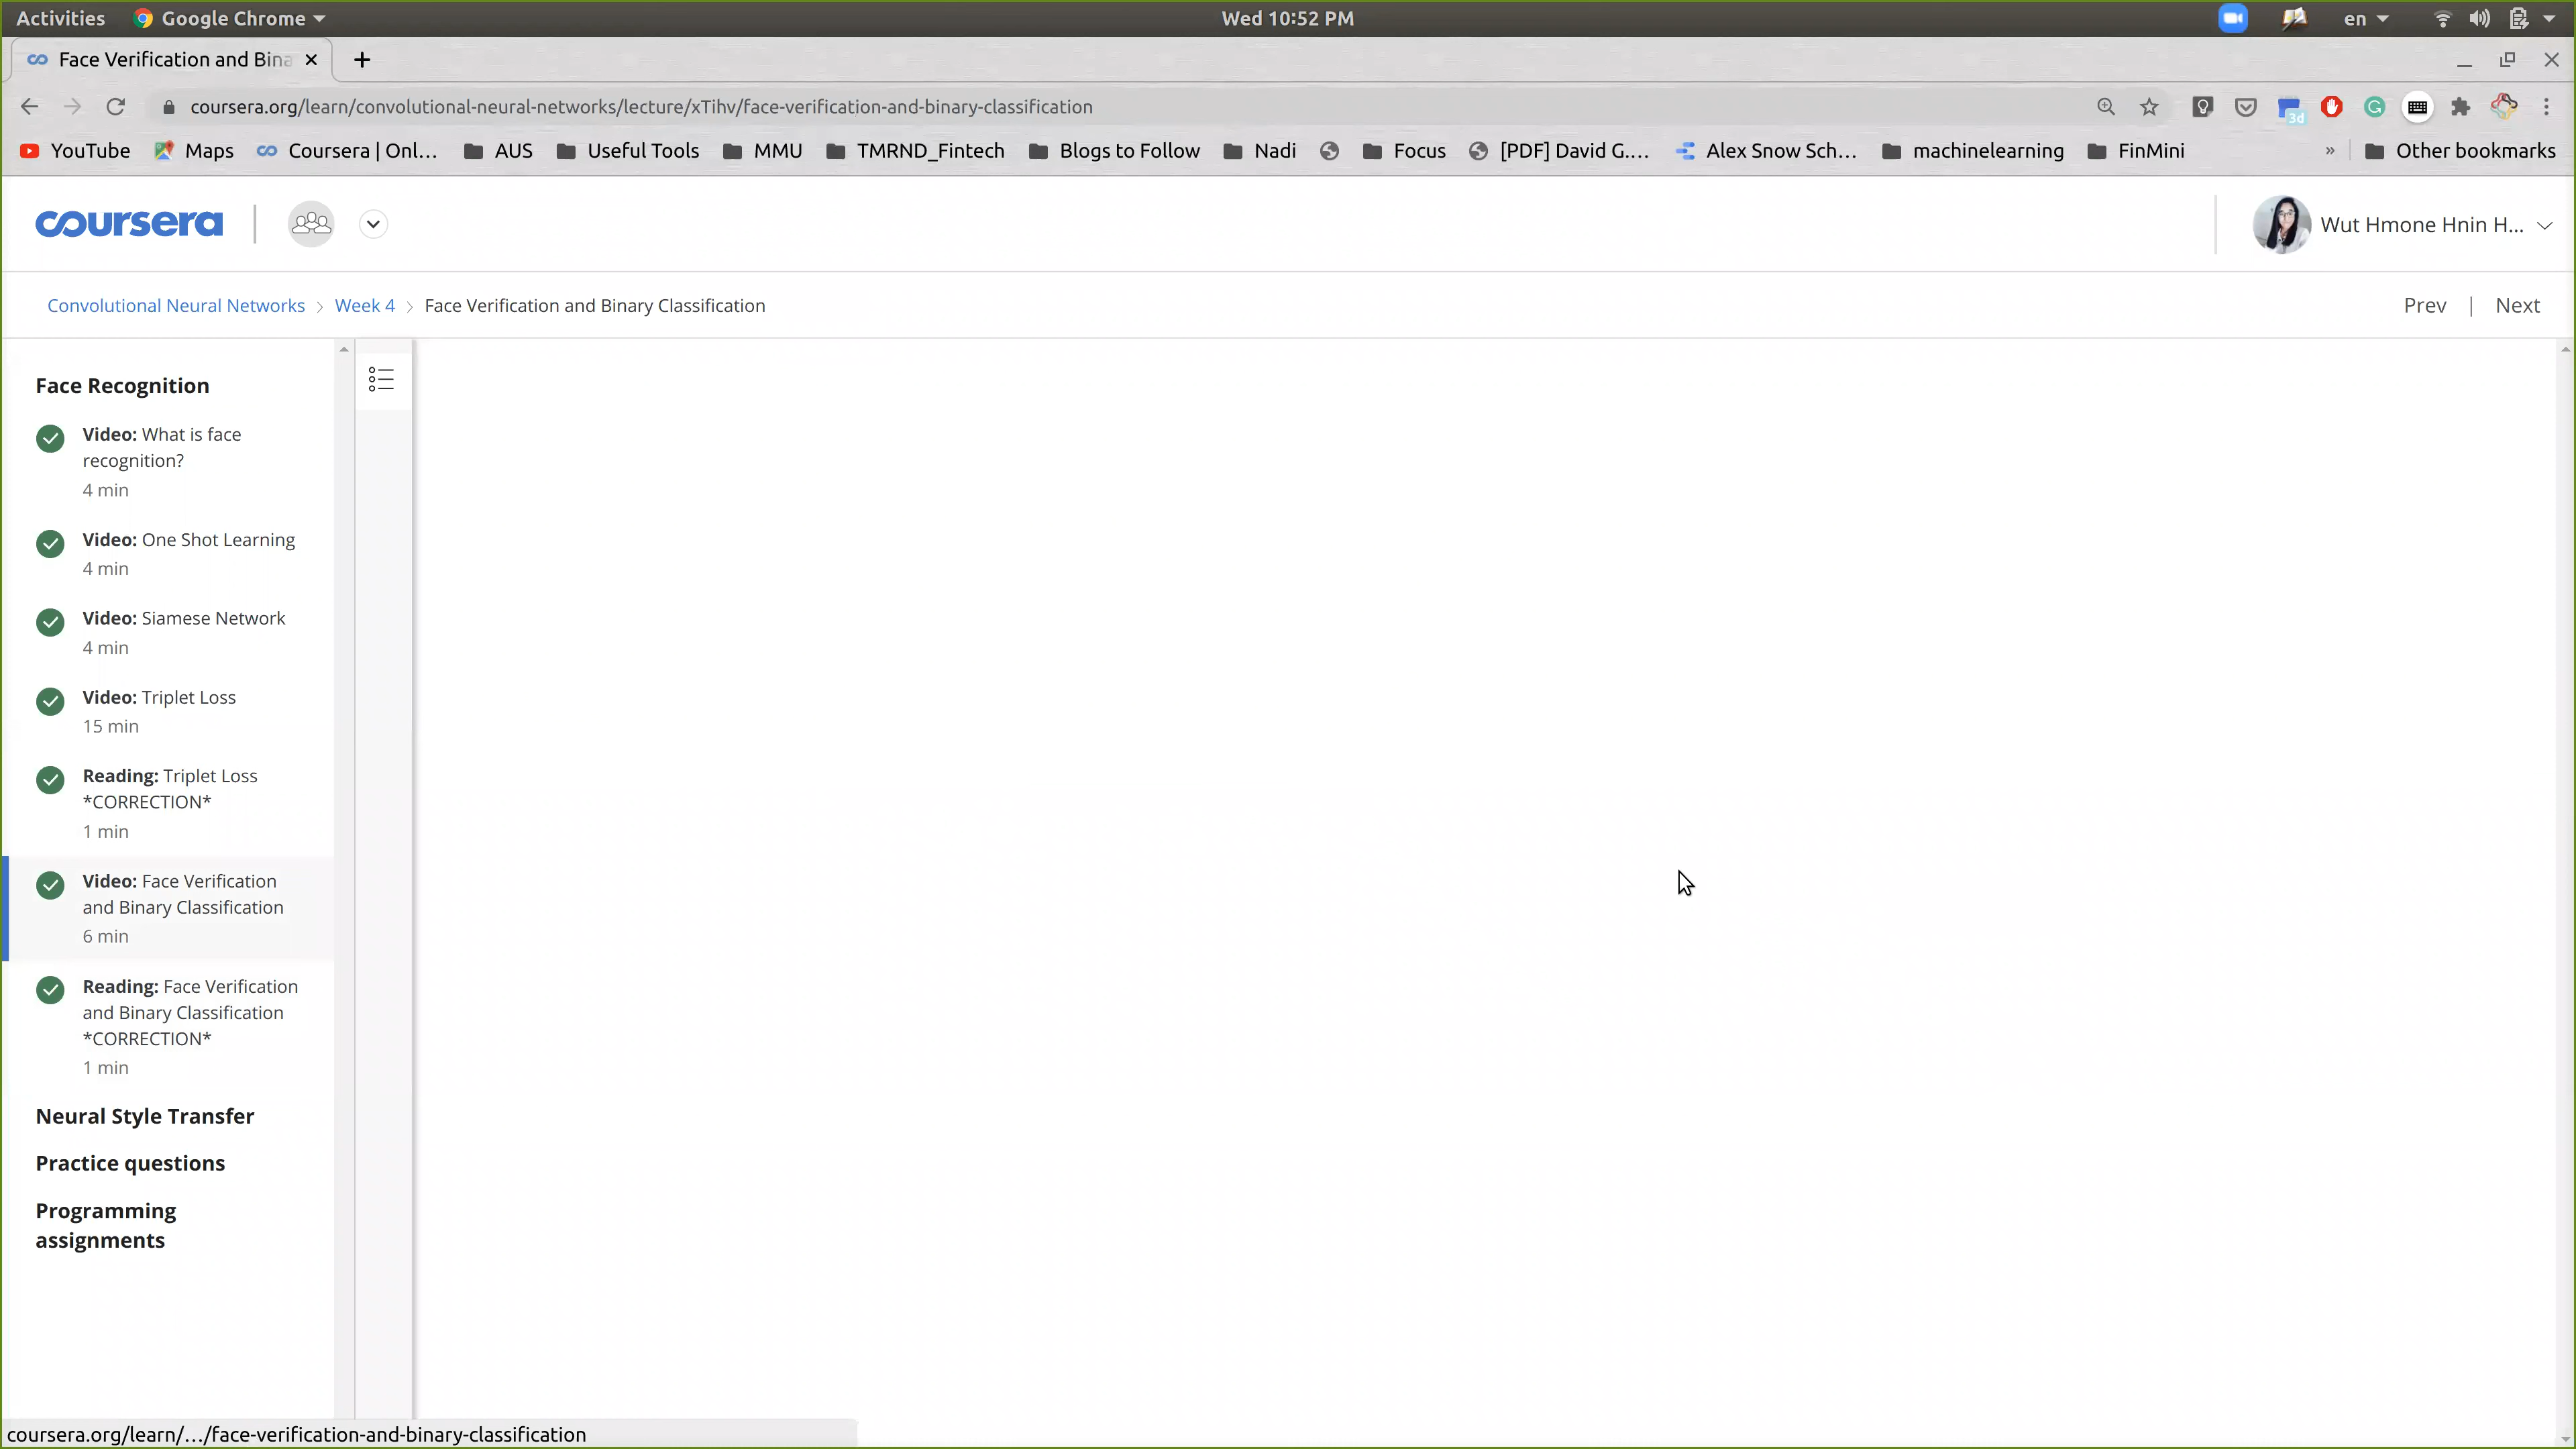 Activities Google Chrome Wed 10:52 PM en
Face Verification and Bina
coursera.org/learn/convolutional-neural-networks/lecture/xTihv/face-verification-and-binary-classification
3d
YouTube Maps Coursera | Onl... AUS Useful Tools MMU TMRND_Fintech Blogs to Follow Nadi Focus [PDF] David G.... Alex Snow Sch... machinelearning FinMini » Other bookmarks
coursera Wut Hmone Hnin H...
Convolutional Neural Networks > Week 4 > Face Verification and Binary Classification Prev | Next
Face Recognition
Video: What is face
recognition?
4 min
Video: One Shot Learning
4 min
Video: Siamese Network
4 min
Video: Triplet Loss
15 min
Reading: Triplet Loss
*CORRECTION*
1 min
Video: Face Verification
and Binary Classification
6 min
Reading: Face Verification
and Binary Classification
*CORRECTION*
1 min
Neural Style Transfer
Practice questions
Programming
assignments
coursera.org/learn/.../face-verification-and-binary-classification